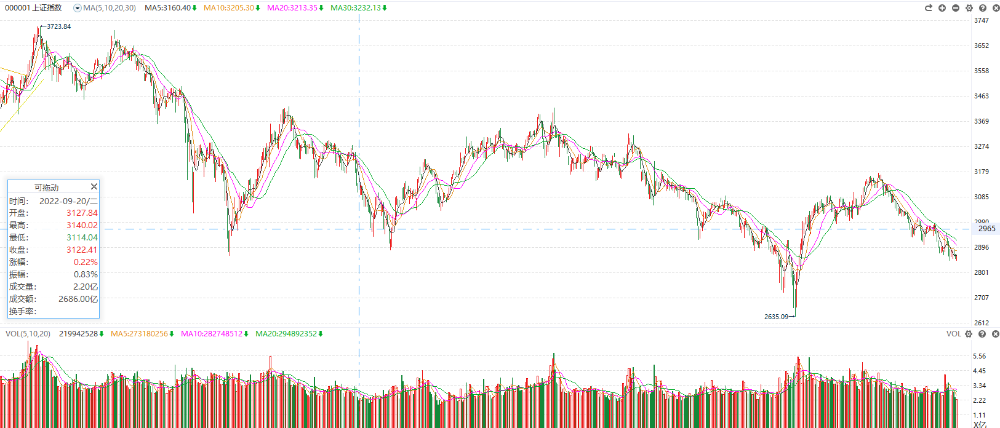 000001 上证指数 MA(5,10,20,30) MA5:3160.40 MA10:3205.30 MA20:3213.35 MA30:3232.13
3747
3723.84
3652
3558
3463
3369
3274
3179
3085
2990
2965
2896
2801
2707
2635.09
2612
可拖动
时间: 2022-09-20/二
开盘: 3127.84
最高: 3140.02
最低: 3114.04
收盘: 3122.41
涨幅: 0.22%
振幅: 0.83%
成交量: 2.20亿
成交额: 2686.00亿
换手率:
VOL(5,10,20) 219942528 MA5:273180256 MA10:282748512 MA20:294892352 VOL
5.56
4.45
3.34
2.22
1.11
X亿